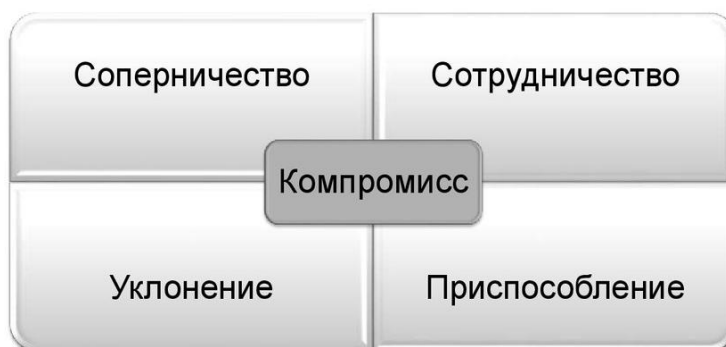 Соперничество
Сотрудничество
Компромисс
Уклонение
Приспособление